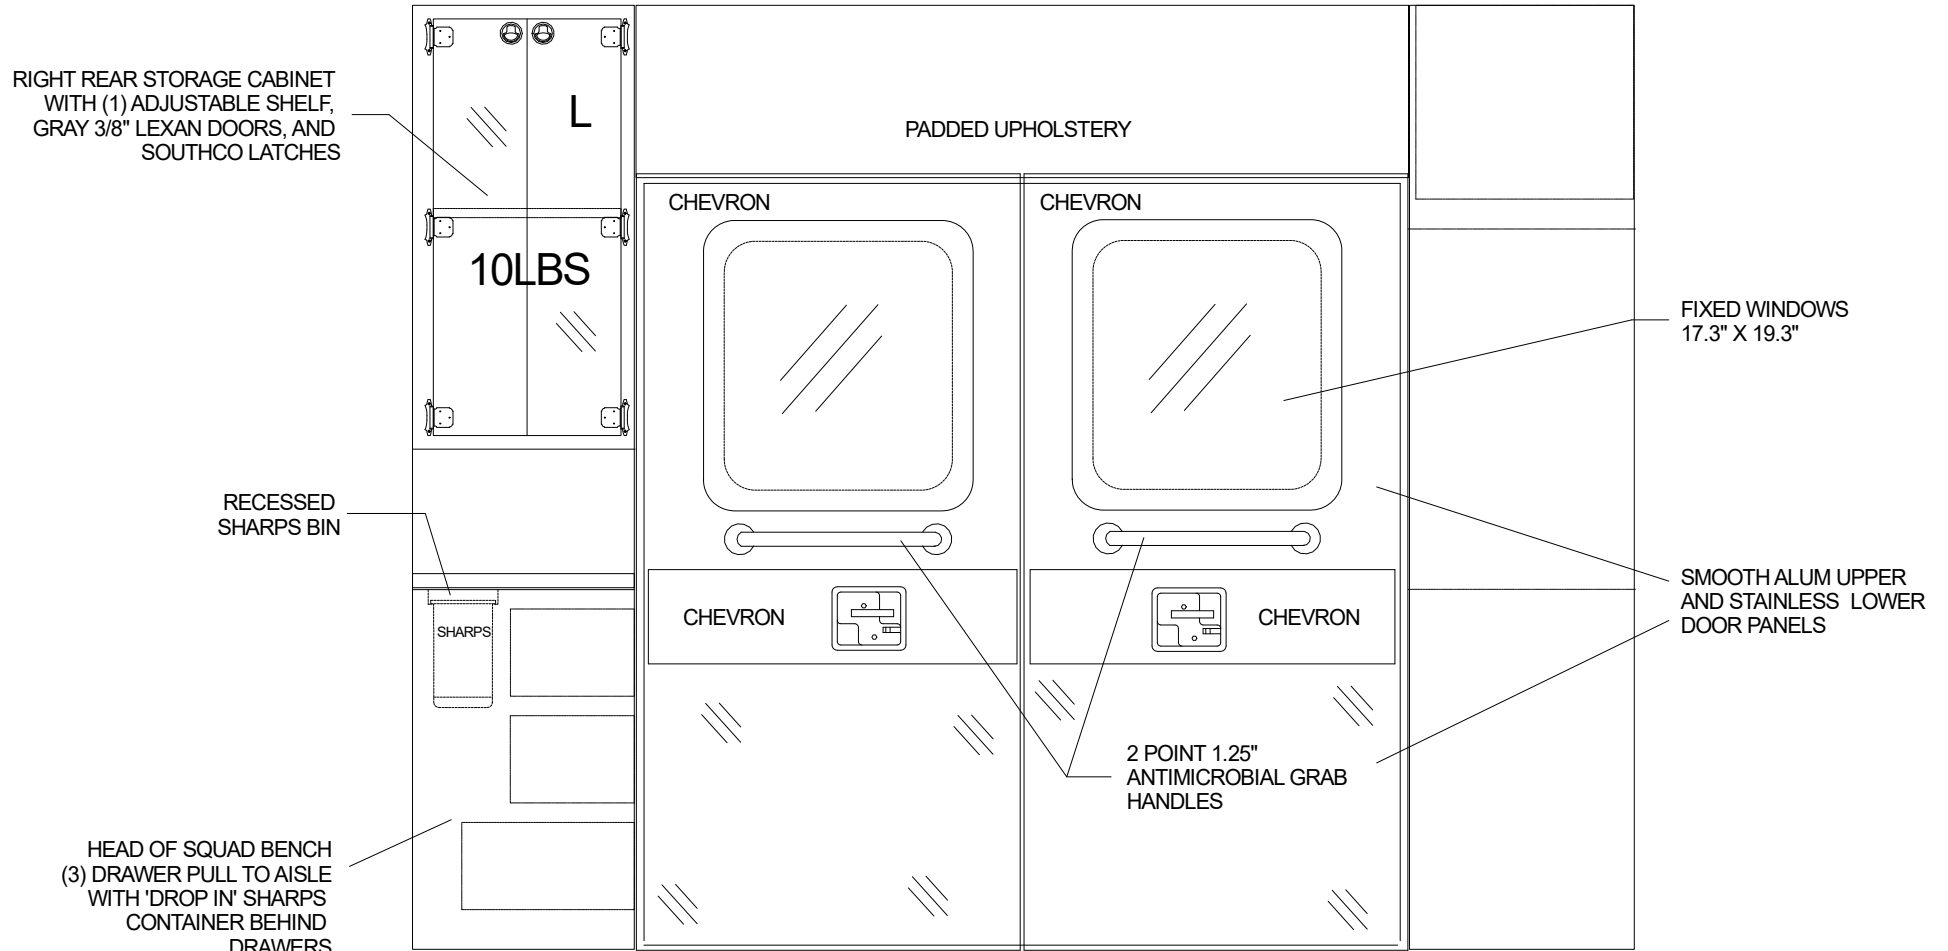 RIGHT REAR STORAGE CABINET
WITH (1) ADJUSTABLE SHELF,
GRAY 3/8" LEXAN DOORS, AND
SOUTHCO LATCHES
L
10LBS
PADDED UPHOLSTERY
CHEVRON
CHEVRON
FIXED WINDOWS
17.3" X 19.3"
RECESSED
SHARPS BIN
SHARPS
CHEVRON
CHEVRON
SMOOTH ALUM UPPER
AND STAINLESS LOWER
DOOR PANELS
2 POINT 1.25"
ANTIMICROBIAL GRAB
HANDLES
HEAD OF SQUAD BENCH
(3) DRAWER PULL TO AISLE
WITH 'DROP IN' SHARPS
CONTAINER BEHIND
DRAWERS